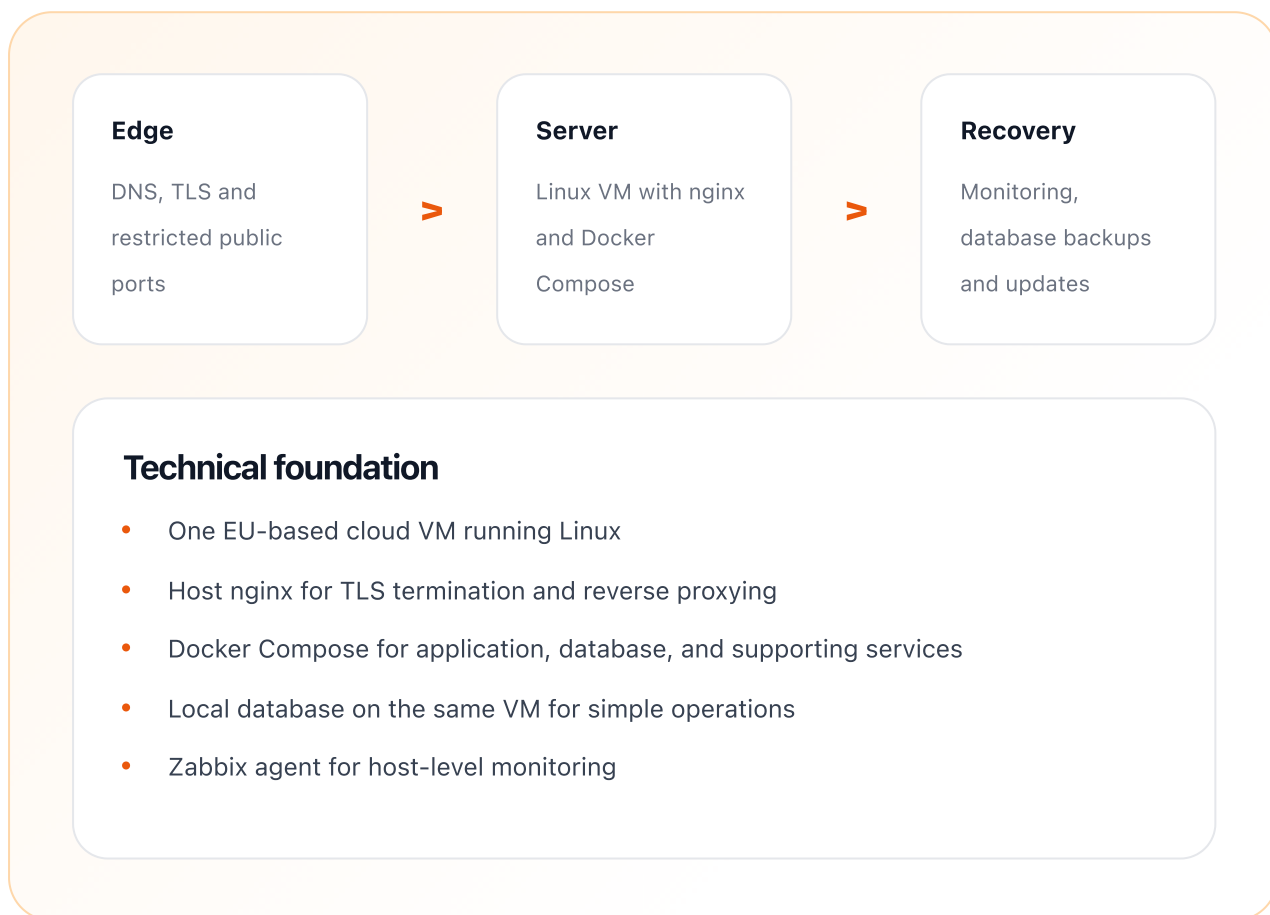 Edge
DNS, TLS and
restricted public
ports
>
Server
Linux VM with nginx
and Docker
Compose
>
Recovery
Monitoring,
database backups
and updates
Technical foundation
• One EU-based cloud VM running Linux
• Host nginx for TLS termination and reverse proxying
• Docker Compose for application, database, and supporting services
• Local database on the same VM for simple operations
• Zabbix agent for host-level monitoring